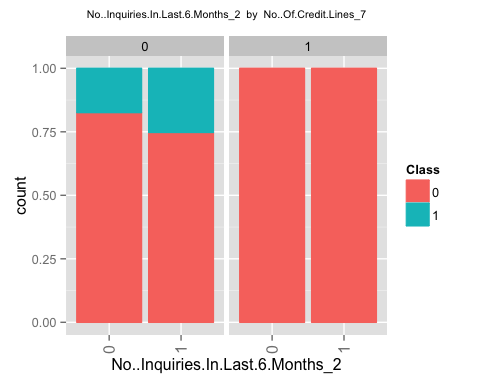 No..Inquiries.In.Last.6.Months_2 by No..Of.Credit.Lines_7
0 1
1.00
0.75
0.50
0.25
0.00
count
0 1 0 1
No..Inquiries.In.Last.6.Months_2
Class
0
1